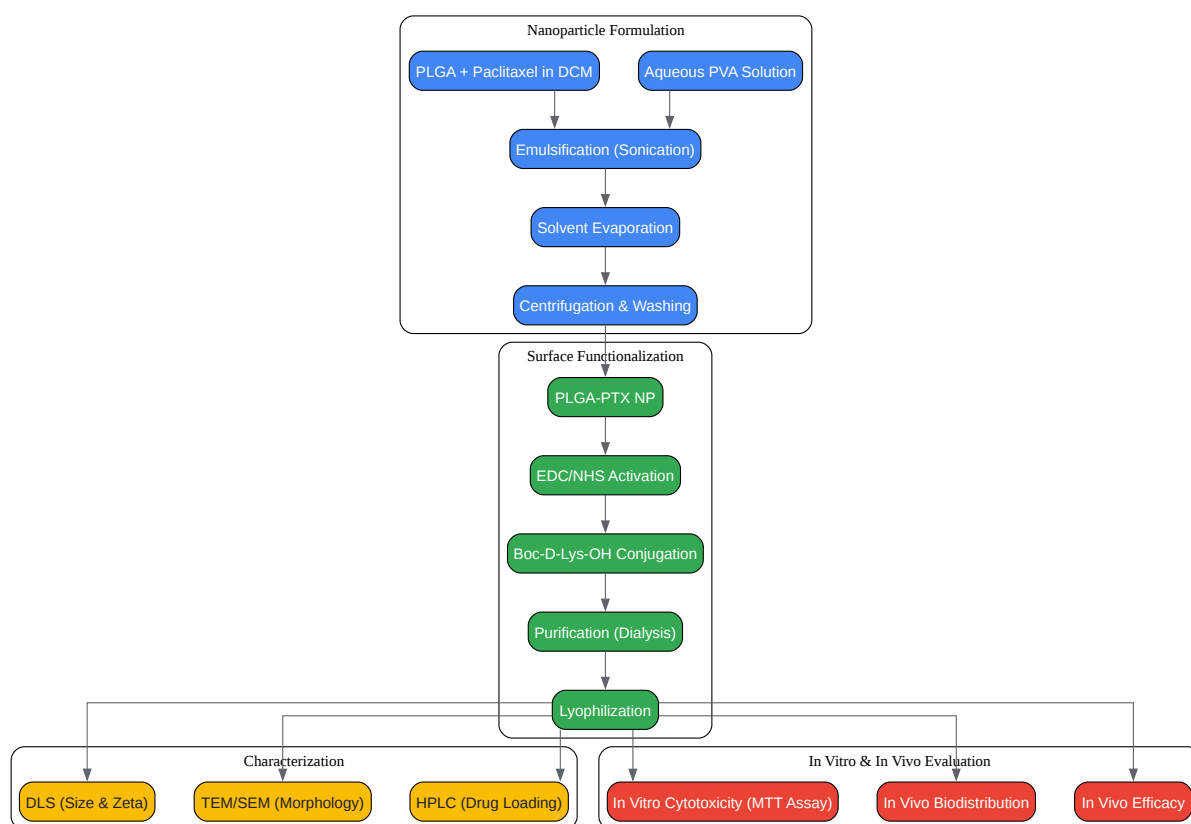 Nanoparticle Formulation
PLGA + Paclitaxel in DCM
Aqueous PVA Solution
Emulsification (Sonication)
Solvent Evaporation
Centrifugation & Washing
Surface Functionalization
PLGA-PTX NP
EDC/NHS Activation
Boc-D-Lys-OH Conjugation
Purification (Dialysis)
Lyophilization
Characterization
DLS (Size & Zeta)
TEM/SEM (Morphology)
HPLC (Drug Loading)
In Vitro & In Vivo Evaluation
In Vitro Cytotoxicity (MTT Assay)
In Vivo Biodistribution
In Vivo Efficacy